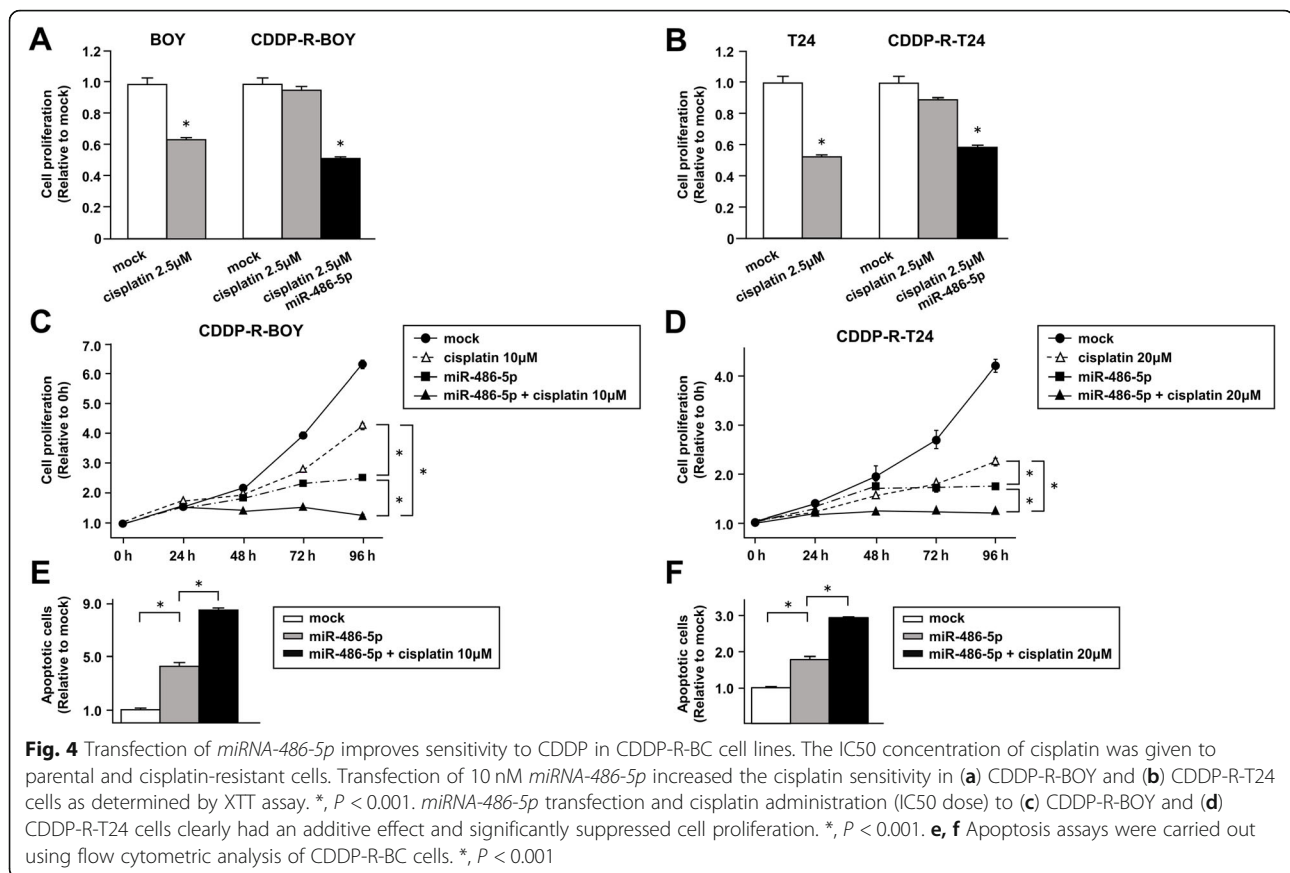 A
BOY
CDDP-R-BOY
Cell proliferation
(Relative to mock)
1.2
1.0
0.8
0.6
0.4
0.2
0
*
*
mock
cisplatin 2.5μM
mock
cisplatin 2.5μM
cisplatin 2.5μM
miR-486-5p
B
T24
CDDP-R-T24
Cell proliferation
(Relative to mock)
1.2
1.0
0.8
0.6
0.4
0.2
0
*
*
mock
cisplatin 2.5μM
mock
cisplatin 2.5μM
cisplatin 2.5μM
miR-486-5p
C
CDDP-R-BOY
Cell proliferation
(Relative to 0h)
7.0
6.0
5.0
4.0
3.0
2.0
1.0
0 h
24 h
48 h
72 h
96 h
*
*
*
mock
cisplatin 10μM
miR-486-5p
miR-486-5p + cisplatin 10μM
D
CDDP-R-T24
Cell proliferation
(Relative to 0h)
4.0
3.0
2.0
1.0
0 h
24 h
48 h
72 h
96 h
*
*
*
mock
cisplatin 20μM
miR-486-5p
miR-486-5p + cisplatin 20μM
E
Apoptotic cells
(Relative to mock)
9.0
5.0
1.0
*
*
mock
miR-486-5p
miR-486-5p + cisplatin 10μM
F
Apoptotic cells
(Relative to mock)
3.0
2.0
1.0
*
*
mock
miR-486-5p
miR-486-5p + cisplatin 20μM
Fig. 4 Transfection of miRNA-486-5p improves sensitivity to CDDP in CDDP-R-BC cell lines. The IC50 concentration of cisplatin was given to
parental and cisplatin-resistant cells. Transfection of 10 nM miRNA-486-5p increased the cisplatin sensitivity in (a) CDDP-R-BOY and (b) CDDP-R-T24
cells as determined by XTT assay. *, P < 0.001. miRNA-486-5p transfection and cisplatin administration (IC50 dose) to (c) CDDP-R-BOY and (d)
CDDP-R-T24 cells clearly had an additive effect and significantly suppressed cell proliferation. *, P < 0.001. e, f Apoptosis assays were carried out
using flow cytometric analysis of CDDP-R-BC cells. *, P < 0.001